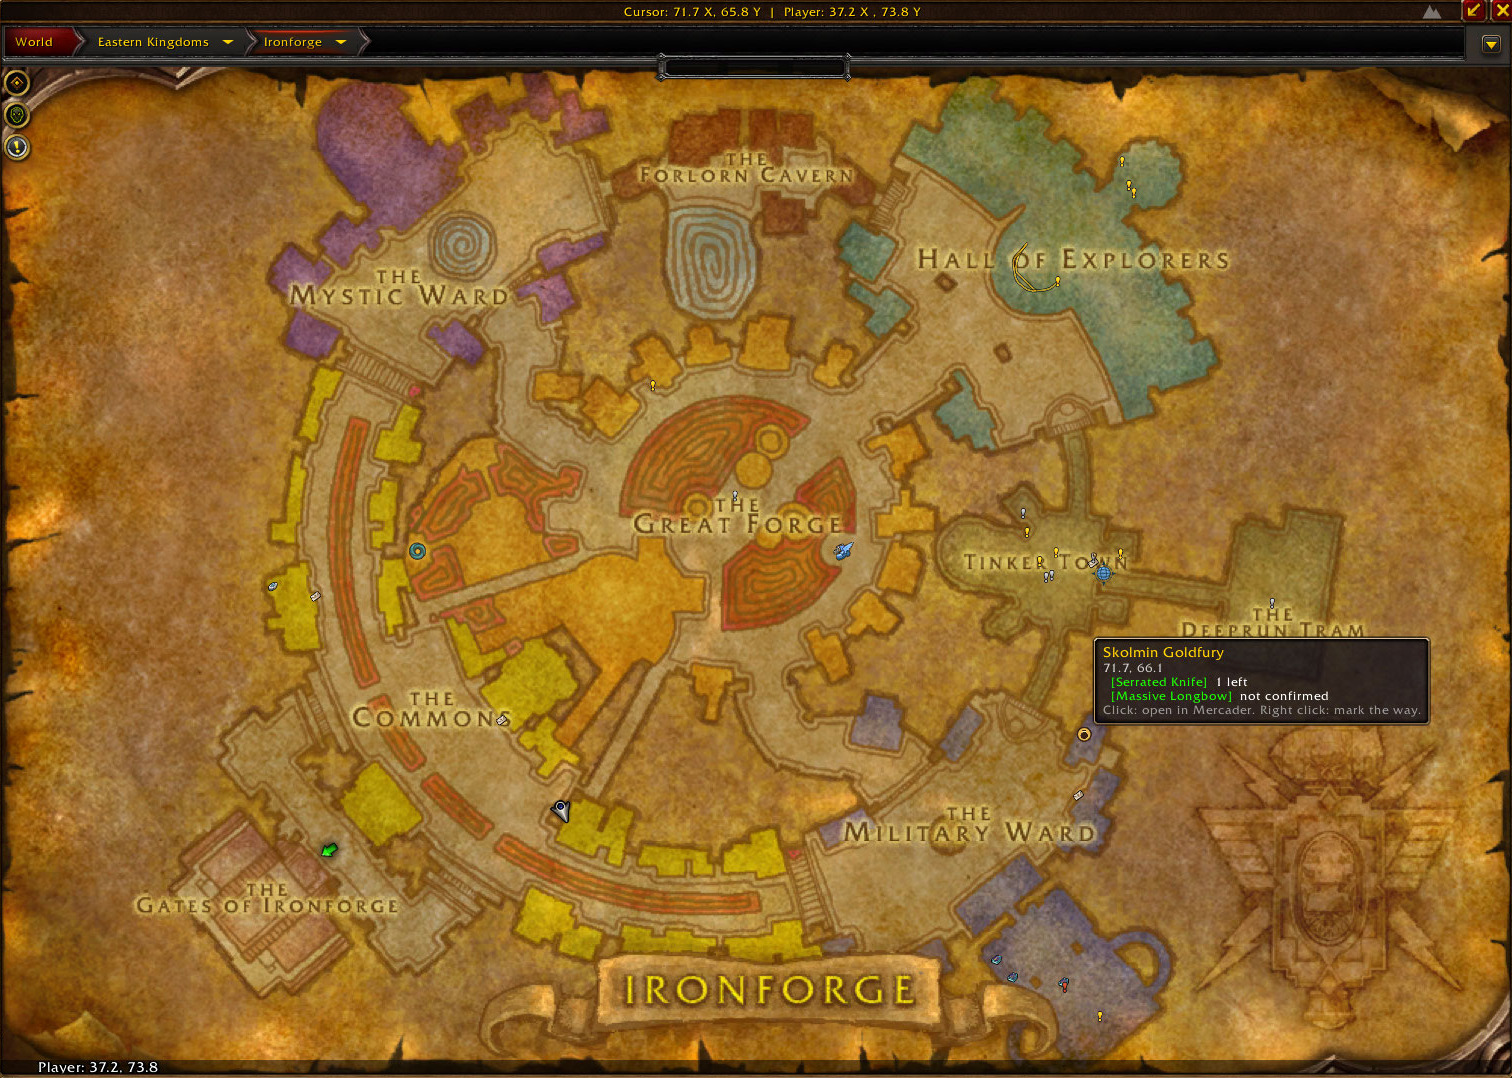 Cursor: 71.7 X, 65.8 Y | Player: 37.2 X , 73.8 Y
World
Eastern Kingdoms
Ironforge
THE
FORLORN CAVERN
HALL OF EXPLORERS
THE
MYSTIC WARD
THE
GREAT FORGE
TINKER TOWN
THE
DEEPRUN TRAM
Skolmin Goldfury
71.7, 66.1
[Serrated Knife] 1 left
[Massive Longbow] not confirmed
Click: open in Mercader. Right click: mark the way.
THE
COMMONS
THE
MILITARY WARD
THE
GATES OF IRONFORGE
IRONFORGE
Player: 37.2, 73.8